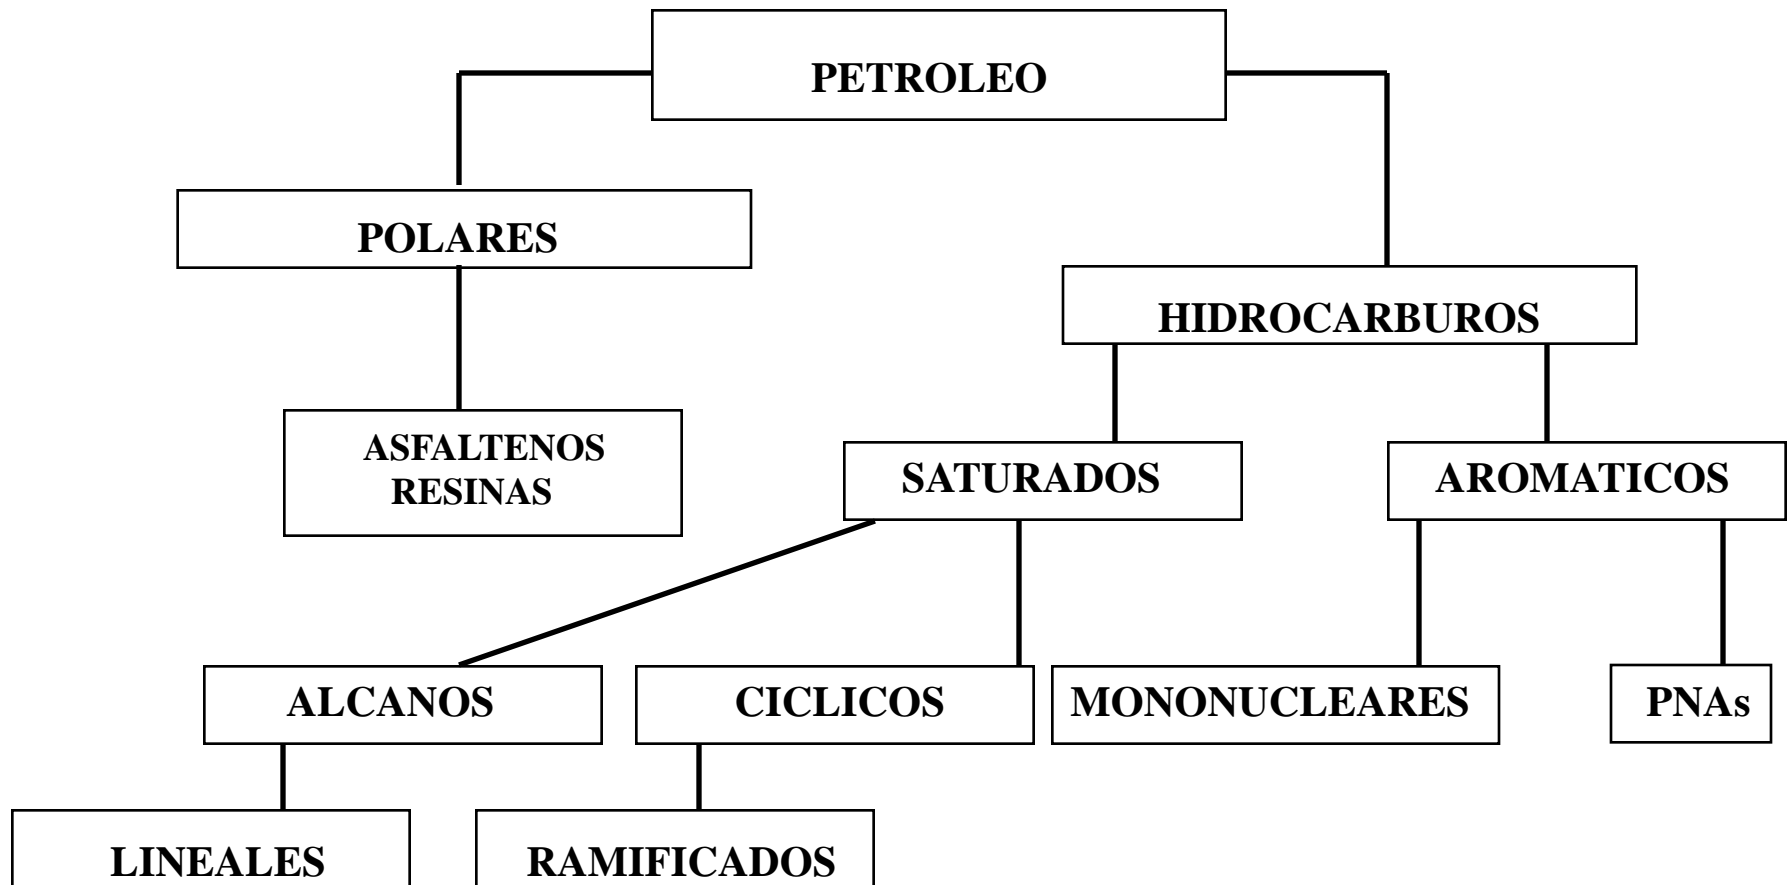 PETROLEO
POLARES
HIDROCARBUROS
ASFALTENOS
RESINAS
SATURADOS
AROMATICOS
ALCANOS
CICLICOS
MONONUCLEARES
PNAs
LINEALES
RAMIFICADOS